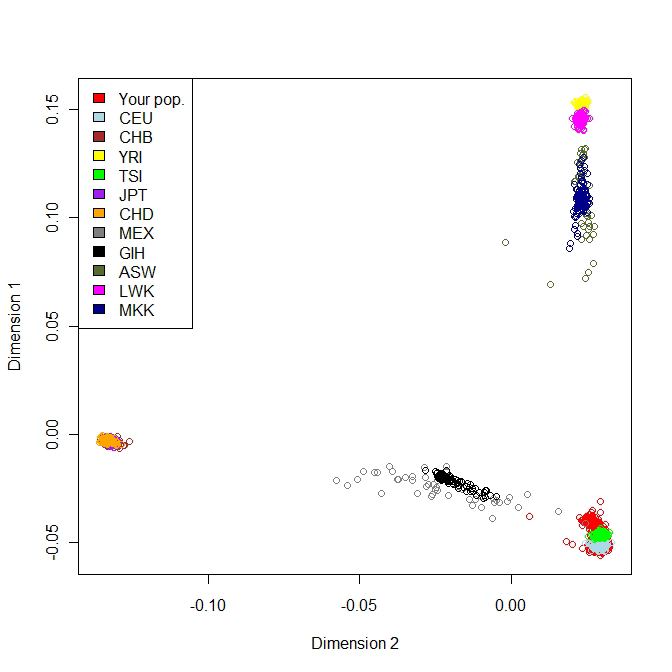 Your pop.
CEU
CHB
YRI
TSI
JPT
CHD
MEX
GIH
ASW
LWK
MKK
0.15
0.10
0.05
0.00
-0.05
Dimension 1
-0.10
-0.05
0.00
Dimension 2